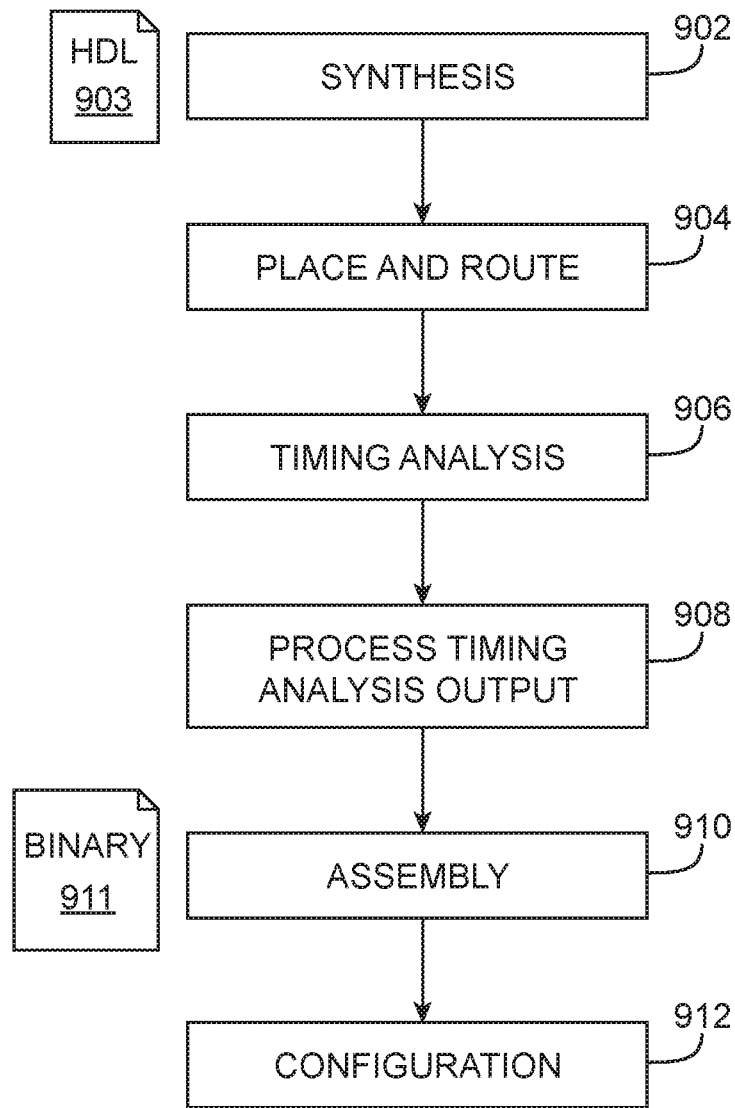 HDL
903
SYNTHESIS
902
PLACE AND ROUTE
904
TIMING ANALYSIS
906
PROCESS TIMING
ANALYSIS OUTPUT
908
BINARY
911
ASSEMBLY
910
CONFIGURATION
912